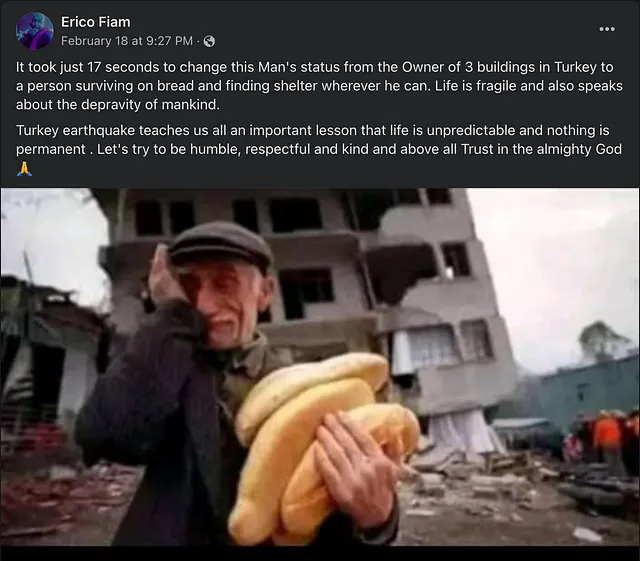 Erico Fiam
February 18 at 9:27 PM ·
It took just 17 seconds to change this Man's status from the Owner of 3 buildings in Turkey to
a person surviving on bread and finding shelter wherever he can. Life is fragile and also speaks
about the depravity of mankind.
Turkey earthquake teaches us all an important lesson that life is unpredictable and nothing is
permanent . Let's try to be humble, respectful and kind and above all Trust in the almighty God
🙏